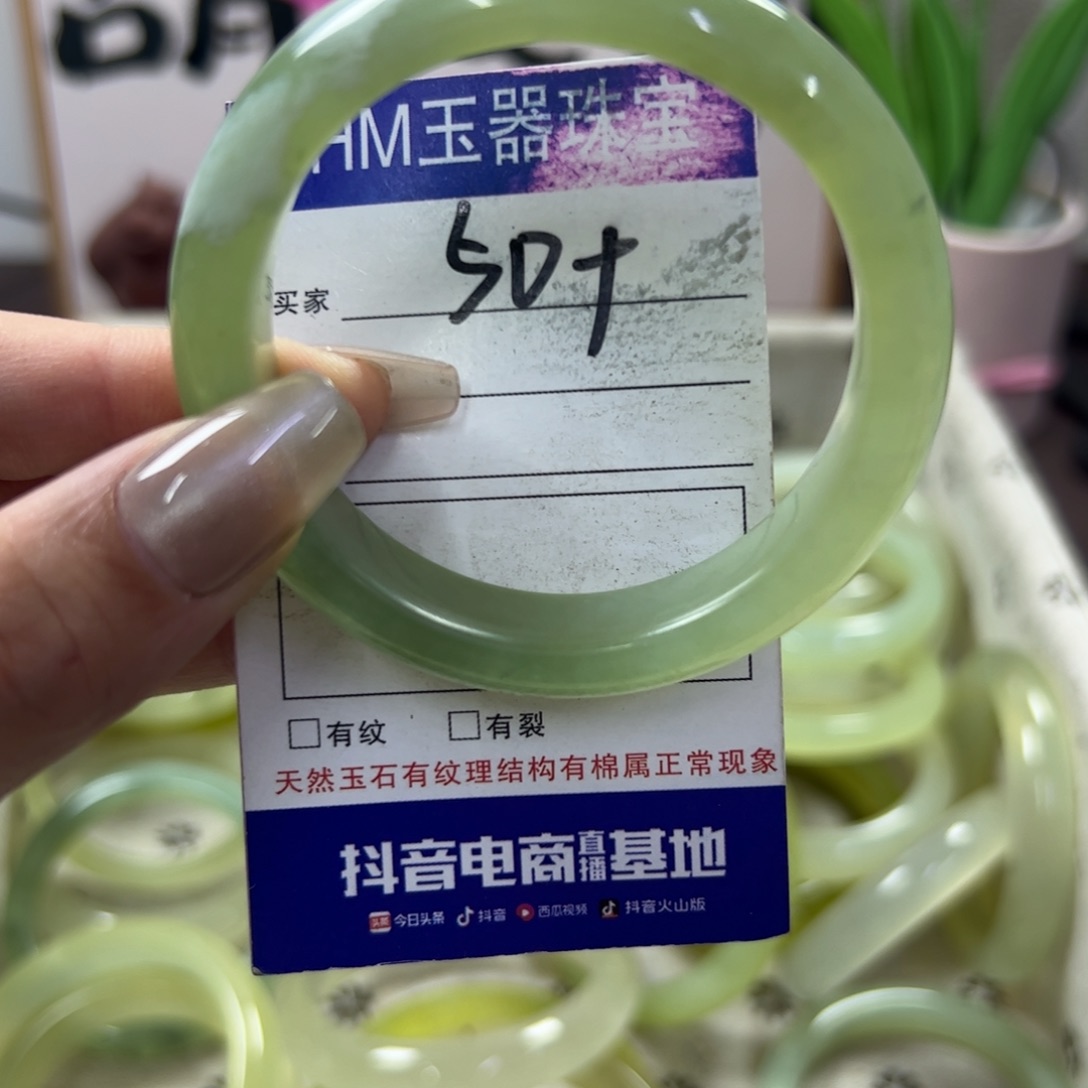 HM玉器珠宝
50+
买家
有纹 有裂
天然玉石有纹理结构有棉属正常现象
抖音电商直播基地
头条 今日头条 抖音 西瓜视频 抖音火山版